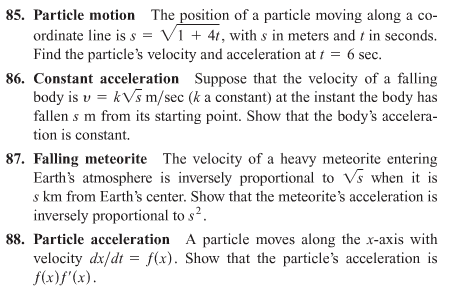 85. Particle motion The position of a particle moving along a co-
ordinate line is s = √1 + 4t, with s in meters and t in seconds.
Find the particle's velocity and acceleration at t = 6 sec.
86. Constant acceleration Suppose that the velocity of a falling
body is v = k√s m/sec (k a constant) at the instant the body has
fallen s m from its starting point. Show that the body's accelera-
tion is constant.
87. Falling meteorite The velocity of a heavy meteorite entering
Earth's atmosphere is inversely proportional to √s when it is
s km from Earth's center. Show that the meteorite's acceleration is
inversely proportional to s².
88. Particle acceleration A particle moves along the x-axis with
velocity dx/dt = f(x). Show that the particle's acceleration is
f(x)f′(x).